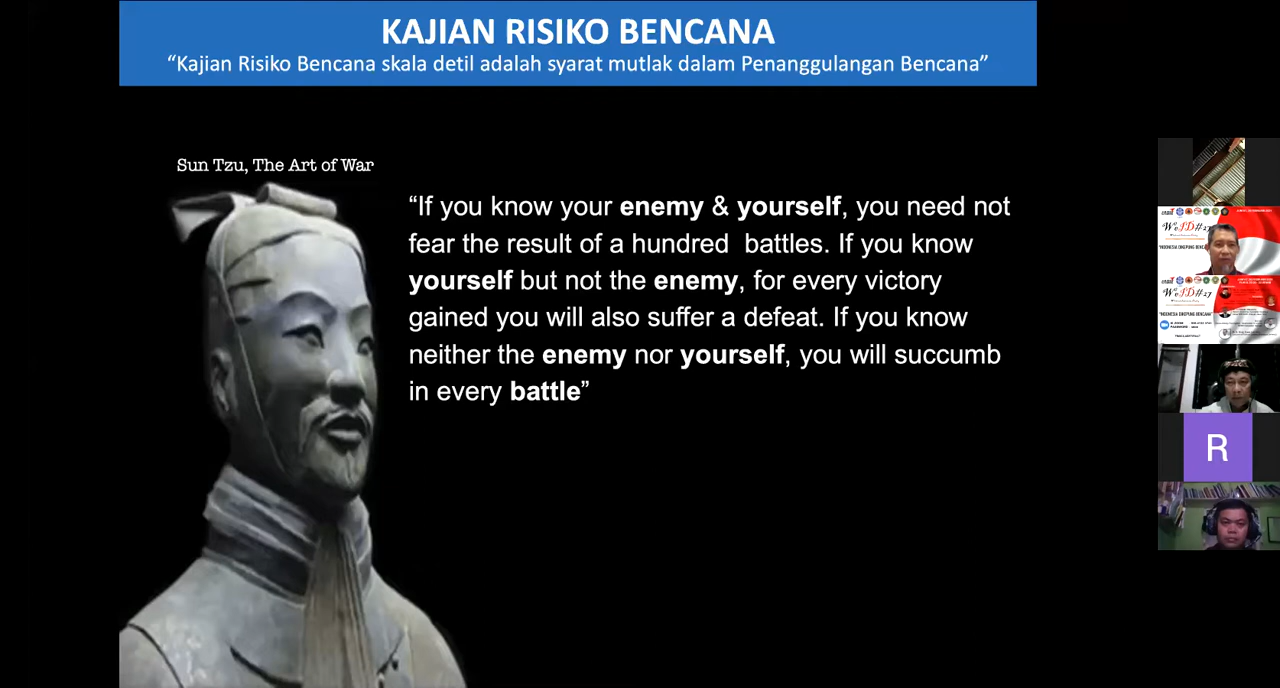 KAJIAN RISIKO BENCANA
“Kajian Risiko Bencana skala detil adalah syarat mutlak dalam Penanggulangan Bencana”
Sun Tzu, The Art of War
“If you know your enemy & yourself, you need not
fear the result of a hundred battles. If you know
yourself but not the enemy, for every victory
gained you will also suffer a defeat. If you know
neither the enemy nor yourself, you will succumb
in every battle”
R